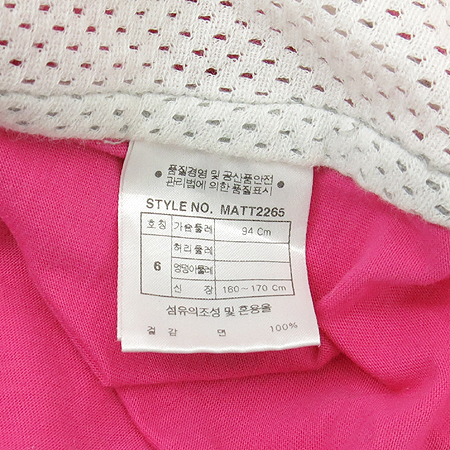 • 품질경영 및 공산품안전
관리법에 의한 품질표시 •
STYLE NO. MATT2265
호칭 가슴둘레 94 Cm
허리둘레
6 엉덩이둘레
신 장 180~170 Cm
섬유의조성 및 혼용율
겉 감 면 100%